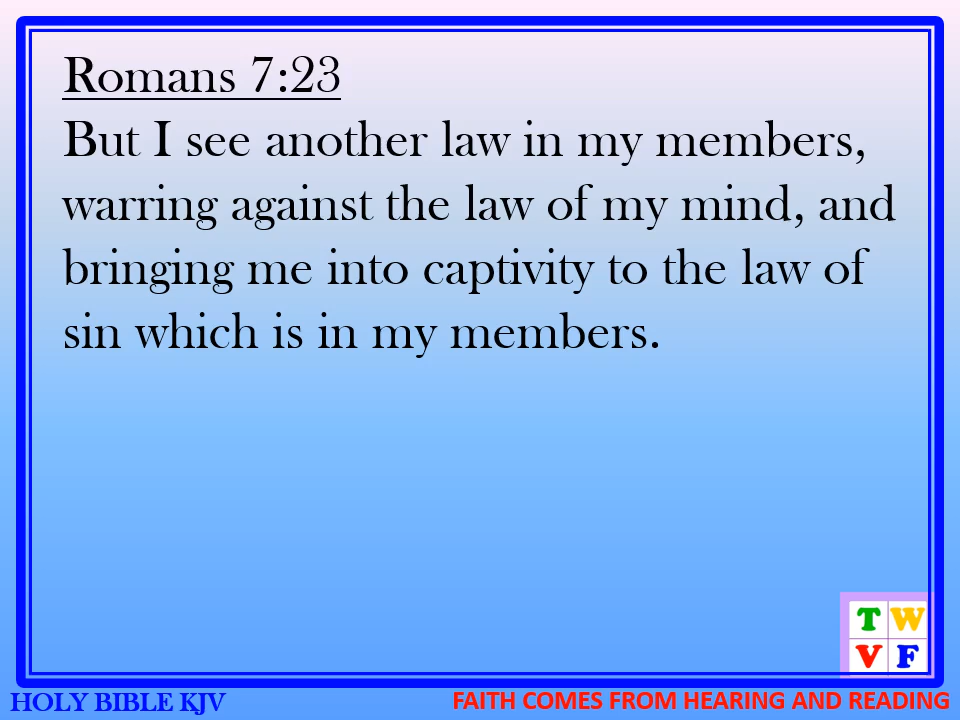 Romans 7:23
But I see another law in my members,
warring against the law of my mind, and
bringing me into captivity to the law of
sin which is in my members.
T W
V F
HOLY BIBLE KJV
FAITH COMES FROM HEARING AND READING